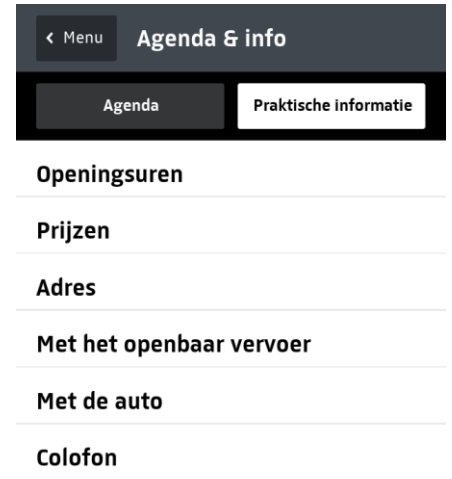 Menu Agenda & info
Agenda Praktische informatie
Openingsuren
Prijzen
Adres
Met het openbaar vervoer
Met de auto
Colofon